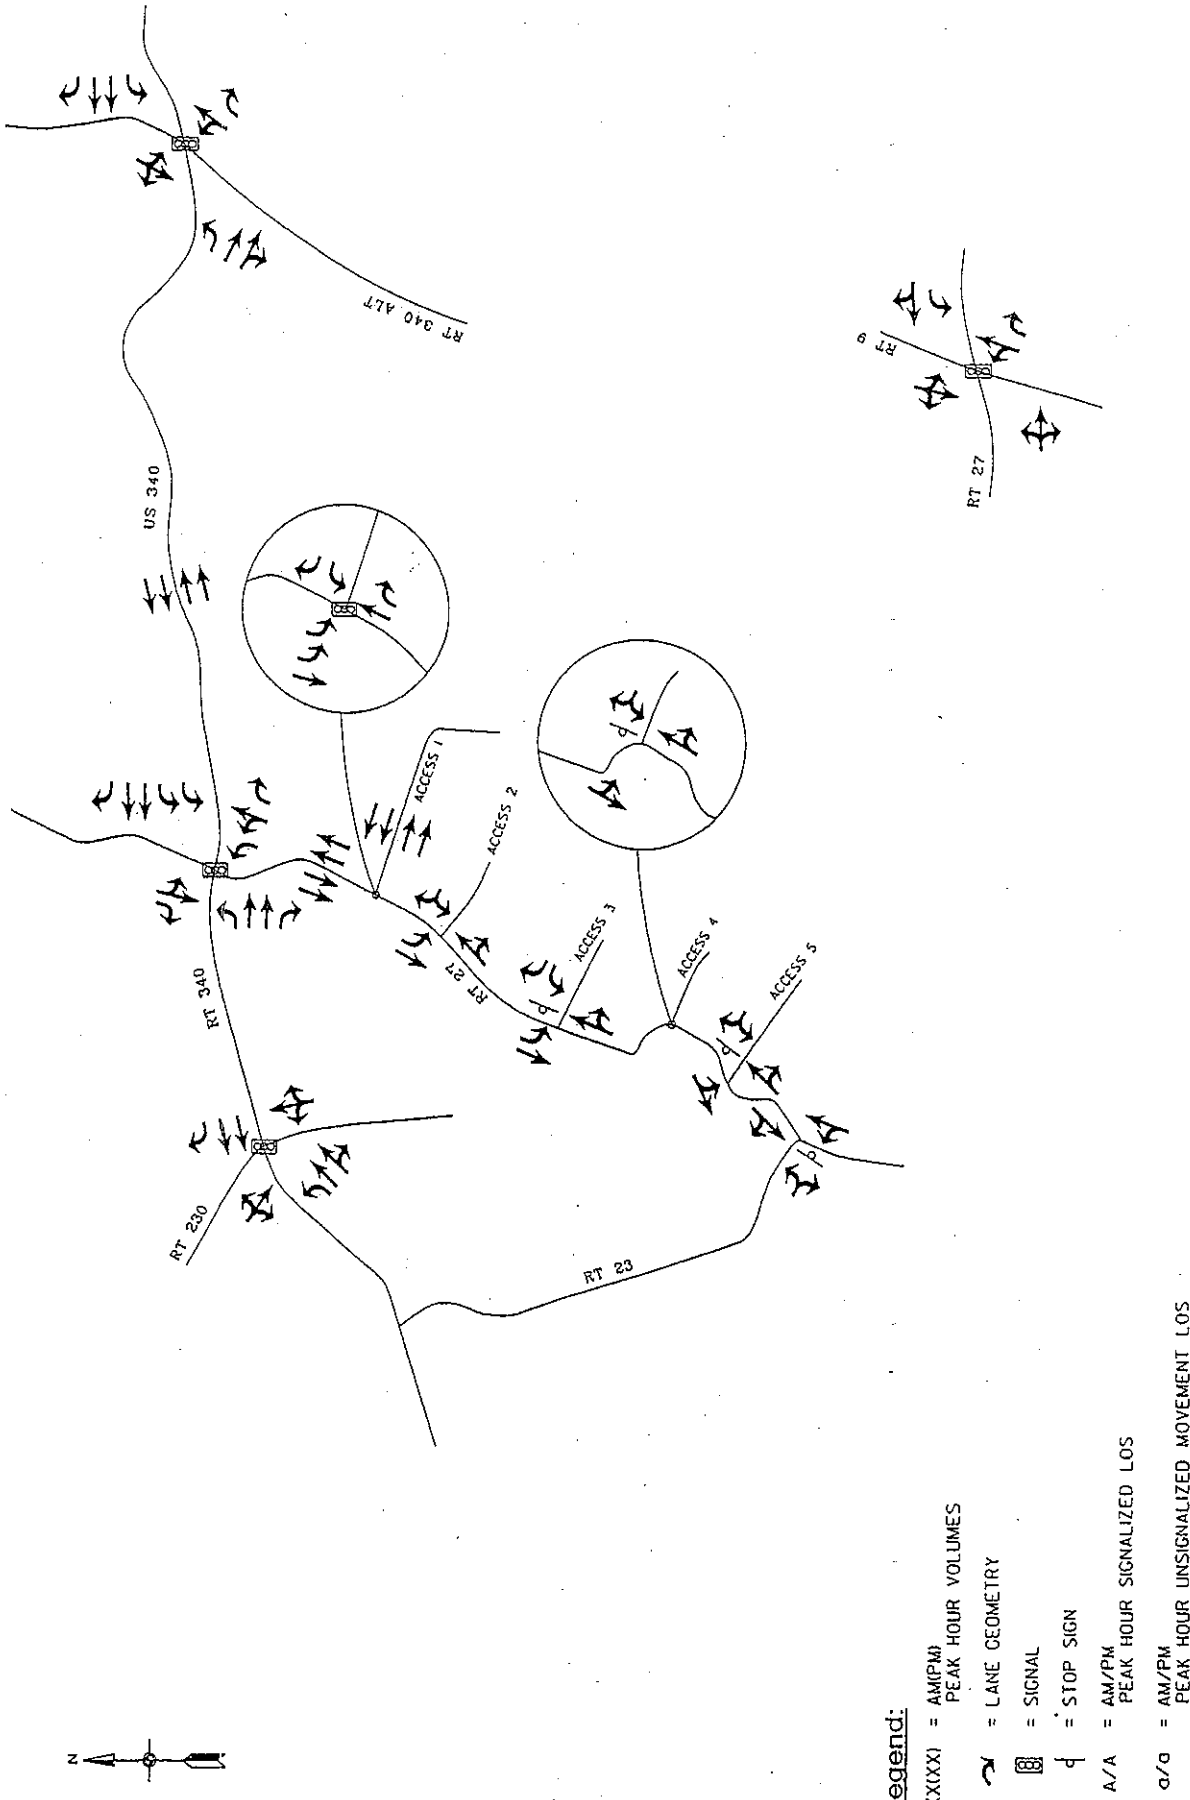 N
US 340
RT 340 ALT
RT 9
RT 27
RT 340
RT 230
ACCESS 1
ACCESS 2
RT 27
ACCESS 3
ACCESS 4
ACCESS 5
RT 23
egend:
X(XX) = AM(PM)
PEAK HOUR VOLUMES
= LANE GEOMETRY
= SIGNAL
= STOP SIGN
A/A = AM/PM
PEAK HOUR SIGNALIZED LOS
a/a = AM/PM
PEAK HOUR UNSIGNALIZED MOVEMENT LOS